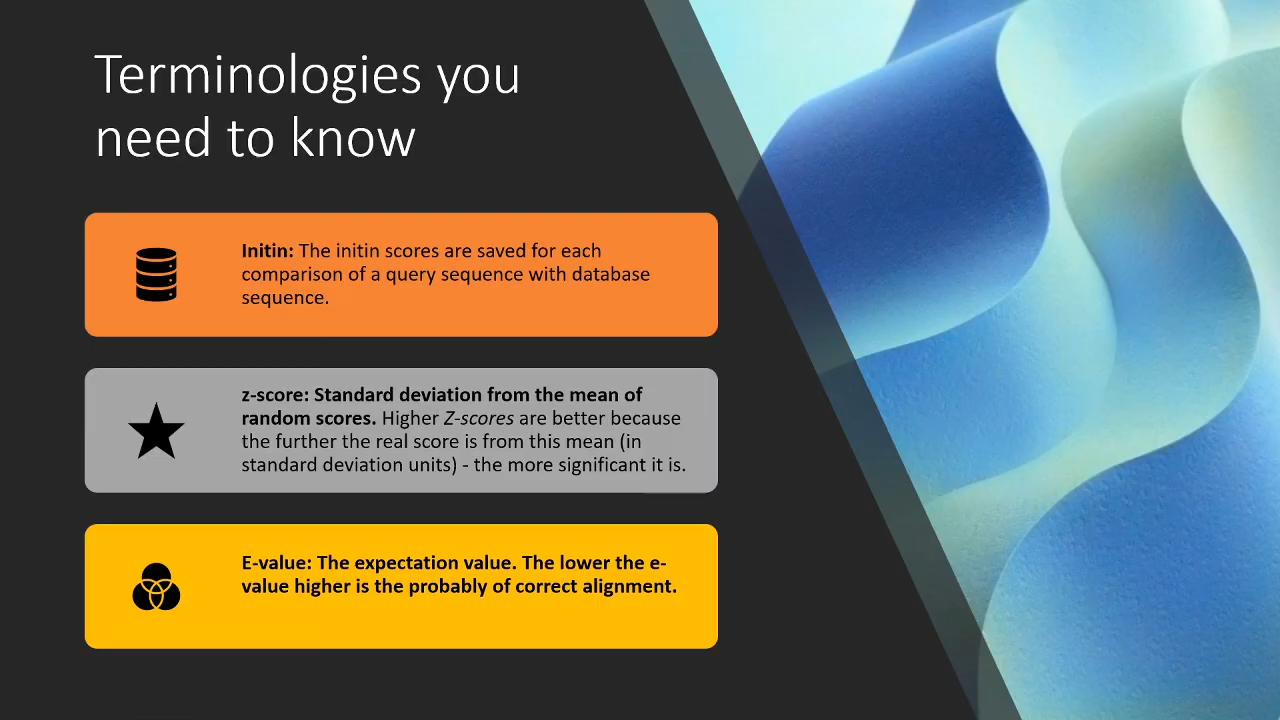 Terminologies you
need to know
Initin: The initin scores are saved for each
comparison of a query sequence with database
sequence.
z-score: Standard deviation from the mean of
random scores. Higher Z-scores are better because
the further the real score is from this mean (in
standard deviation units) - the more significant it is.
E-value: The expectation value. The lower the e-
value higher is the probably of correct alignment.